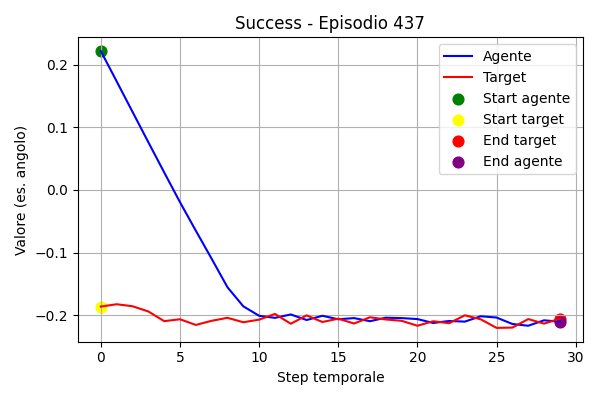 Success - Episodio 437
Agente
Target
Start agente
Start target
End target
End agente
Valore (es. angolo)
0.2
0.1
0.0
−0.1
−0.2
0 5 10 15 20 25 30
Step temporale